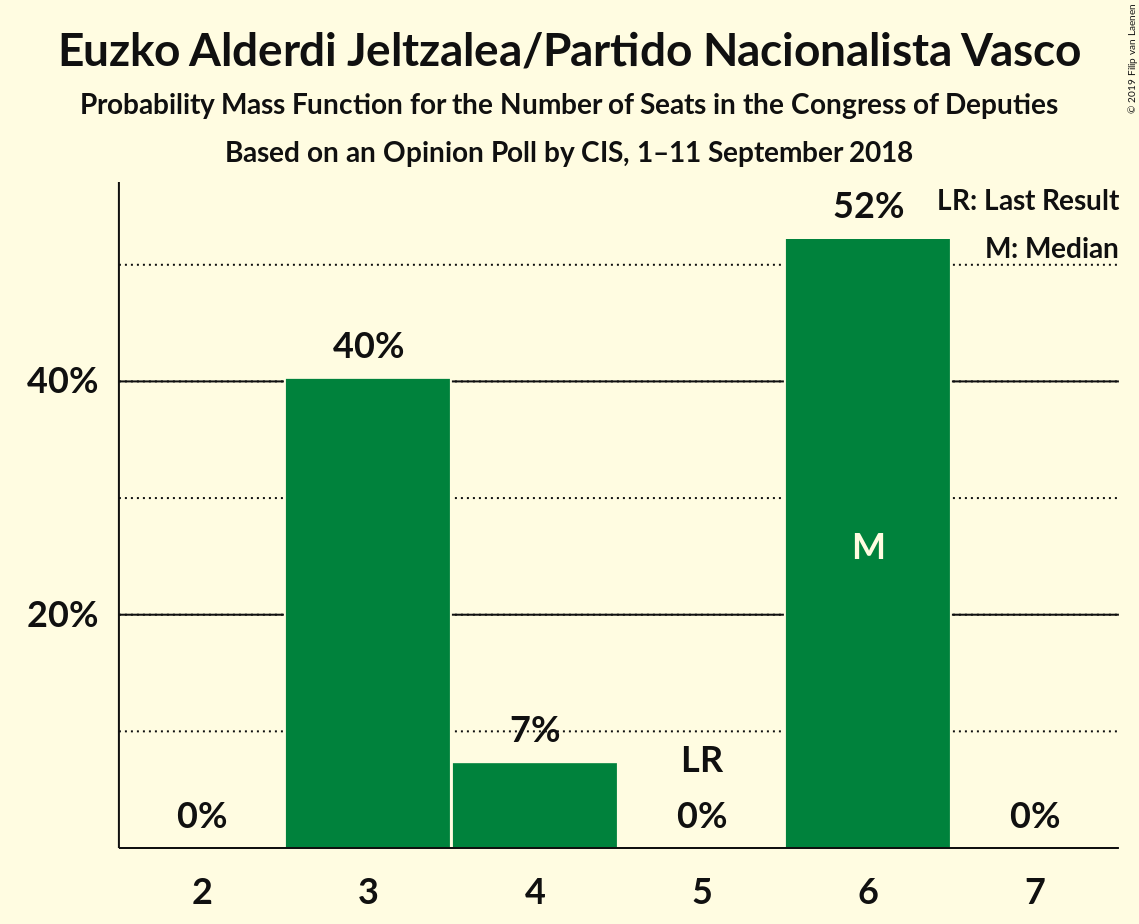 Euzko Alderdi Jeltzalea/Partido Nacionalista Vasco
Probability Mass Function for the Number of Seats in the Congress of Deputies
Based on an Opinion Poll by CIS, 1–11 September 2018
© 2019 Filip van Laenen
LR: Last Result
M: Median
52%
40%
40%
M
20%
7%
LR
0%
0%
0%
2
3
4
5
6
7